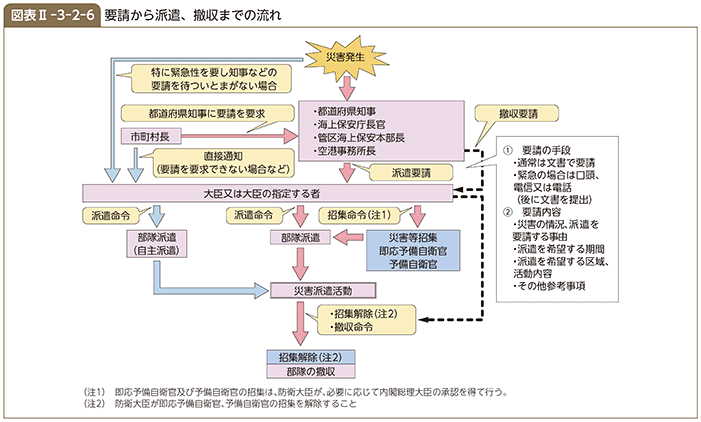 図表Ⅱ-3-2-6 要請から派遣、撤収までの流れ
災害発生
特に緊急性を要し知事などの
要請を待ついとまがない場合
都道府県知事に要請を要求
市町村長
・都道府県知事
・海上保安庁長官
・管区海上保安本部長
・空港事務所長
撤収要請
直接通知
(要請を要求できない場合など)
派遣要請
① 要請の手段
・通常は文書で要請
・緊急の場合は口頭、
電信又は電話
(後に文書を提出)
② 要請内容
・災害の情況、派遣を
要請する事由
・派遣を希望する期間
・派遣を希望する区域、
活動内容
・その他参考事項
大臣又は大臣の指定する者
派遣命令
派遣命令
招集命令(注1)
部隊派遣
(自主派遣)
部隊派遣
災害等招集
即応予備自衛官
予備自衛官
災害派遣活動
・招集解除(注2)
・撤収命令
招集解除(注2)
部隊の撤収
(注1) 即応予備自衛官及び予備自衛官の招集は、防衛大臣が、必要に応じて内閣総理大臣の承認を得て行う。
(注2) 防衛大臣が即応予備自衛官、予備自衛官の招集を解除すること